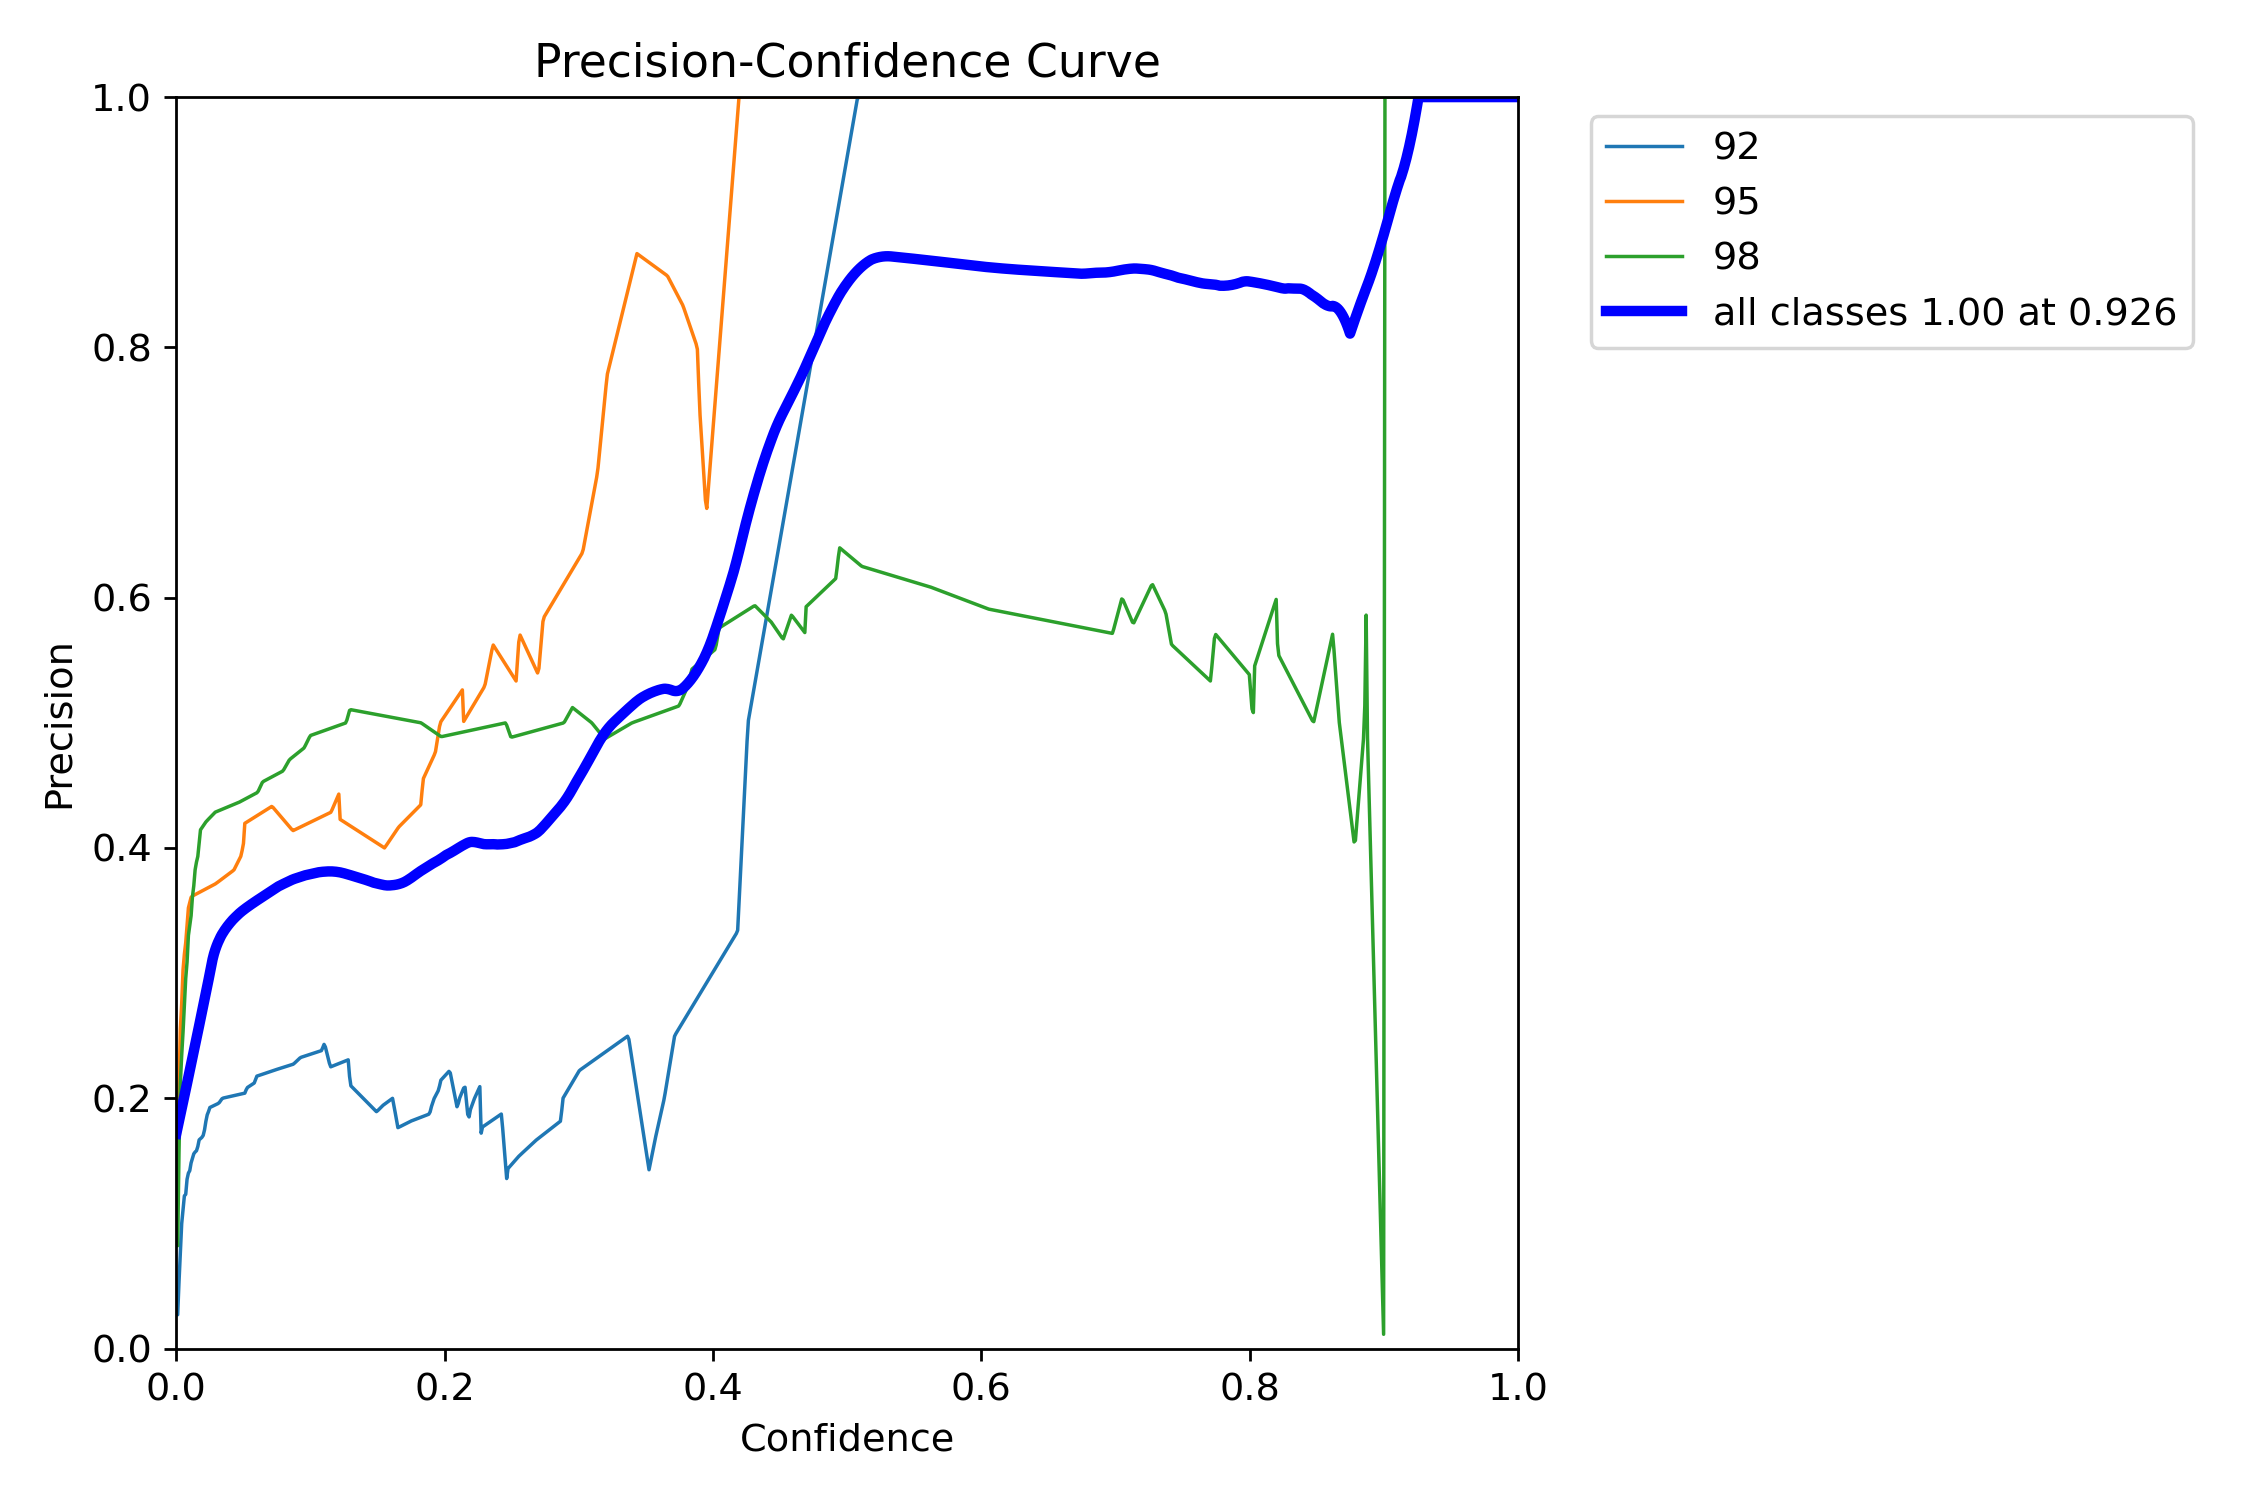 Precision-Confidence Curve
1.0
0.8
0.6
0.4
0.2
0.0
Precision
0.0 0.2 0.4 0.6 0.8 1.0
Confidence
92
95
98
all classes 1.00 at 0.926